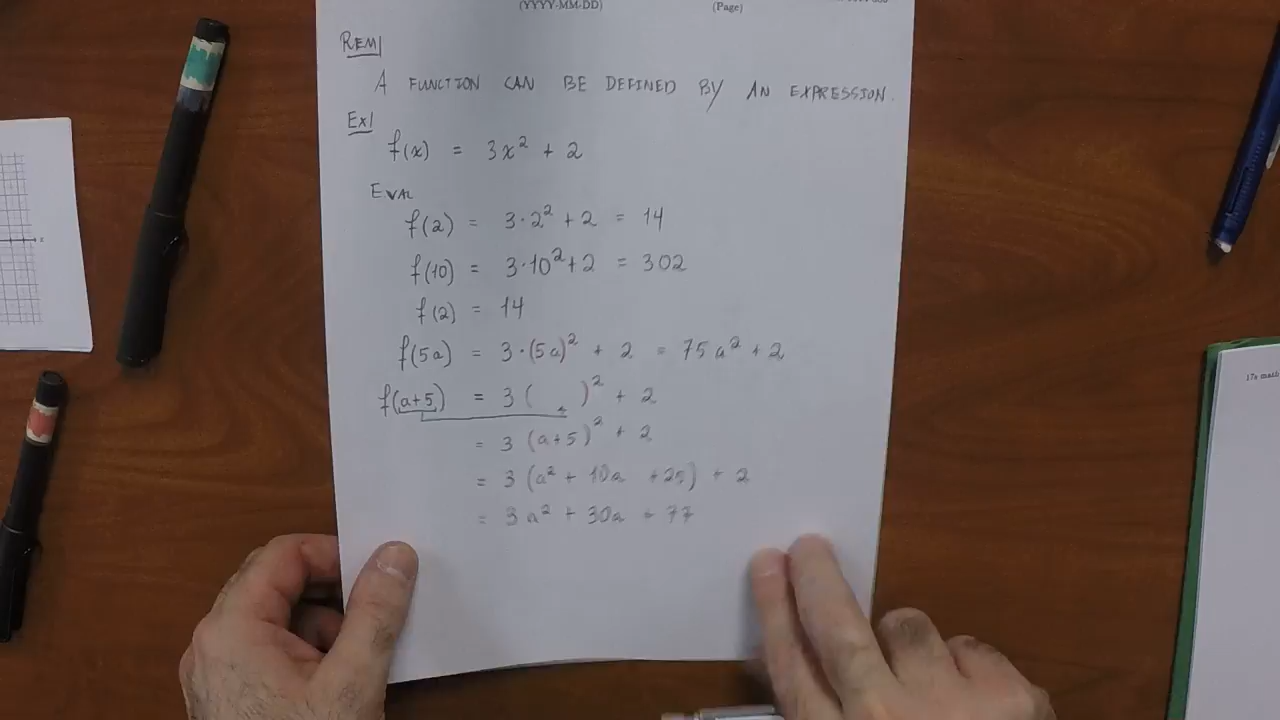 (YYYY-MM-DD) (Page)
REM|
A FUNCTION CAN BE DEFINED BY AN EXPRESSION.
EX|
f(x) = 3x² + 2
EVAL
f(2) = 3·2² + 2 = 14
f(10) = 3·10² + 2 = 302
f(2) = 14
f(5a) = 3·(5a)² + 2 = 75a² + 2
f(a+5) = 3( )² + 2
= 3(a+5)² + 2
= 3(a² + 10a + 25) + 2
= 3a² + 30a + 77
17s math